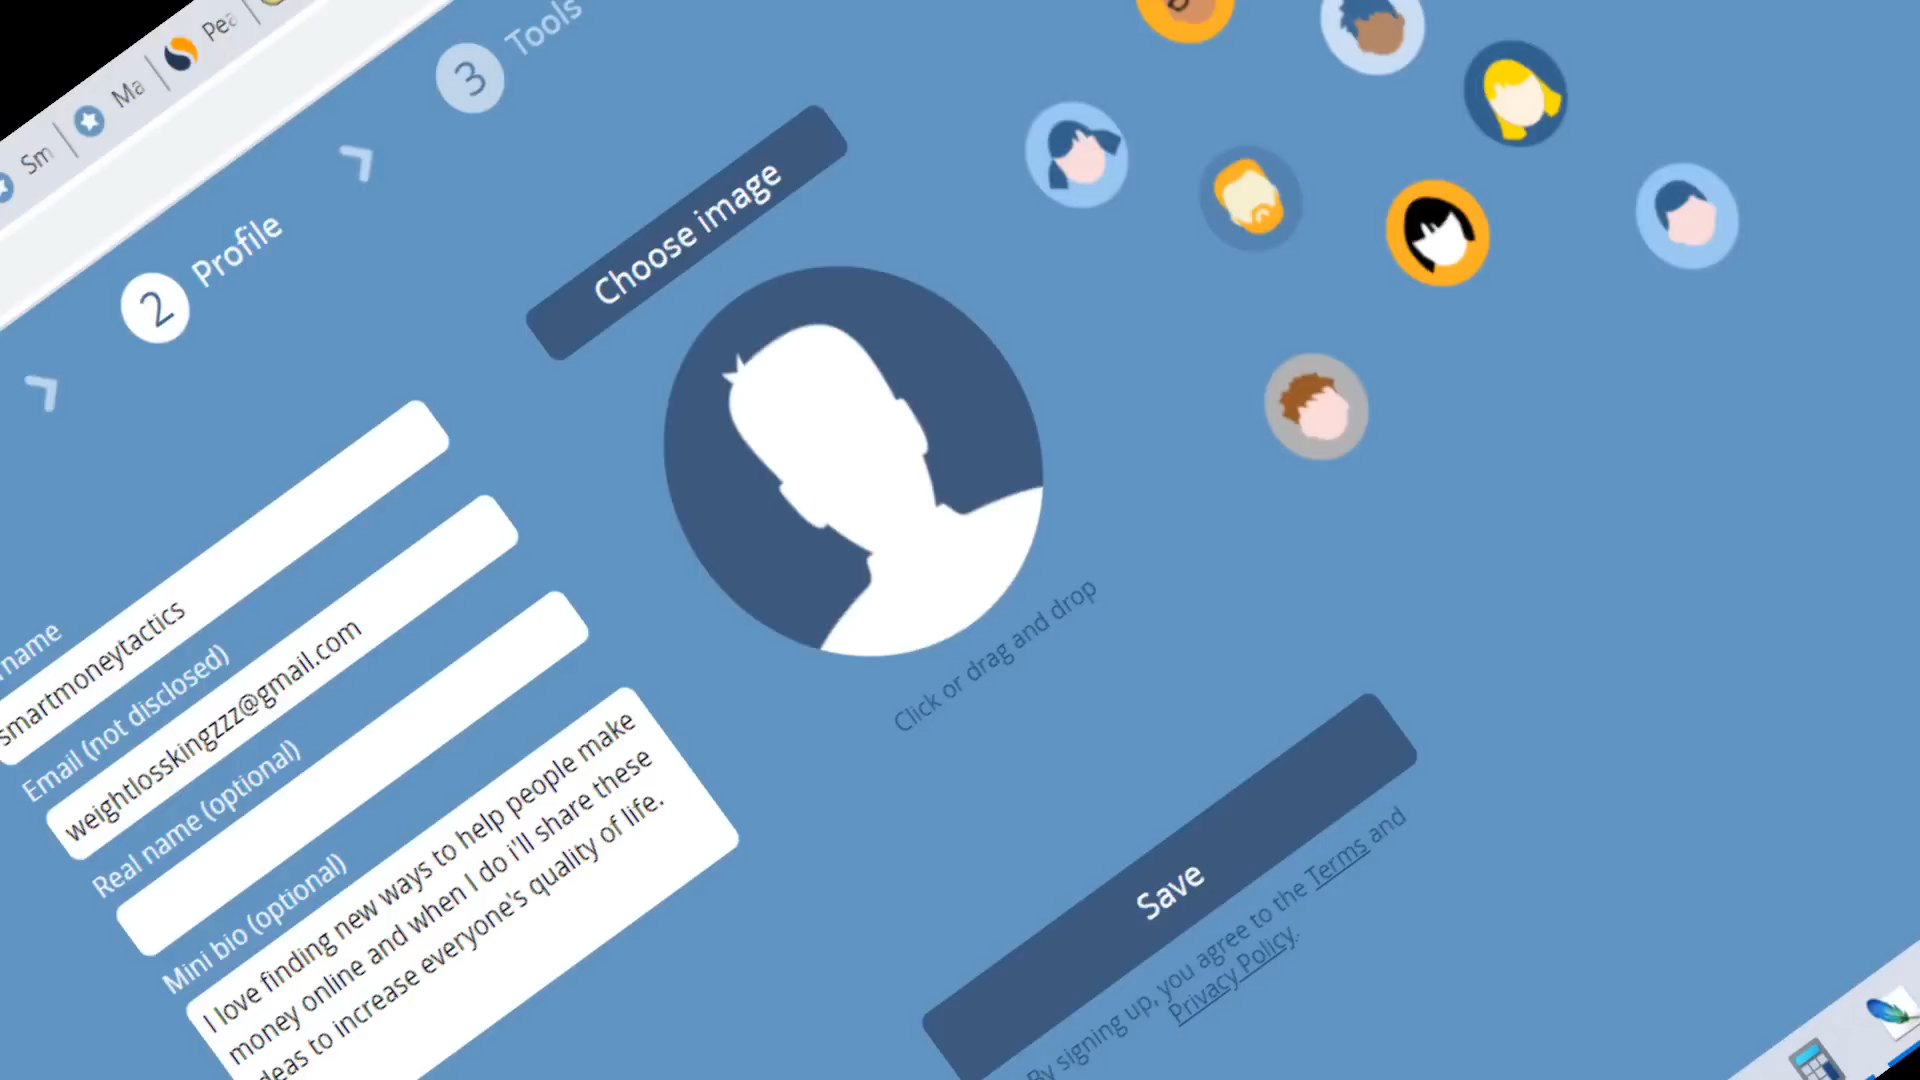 Sm
Ma
Pea
2 Profile
3 Tools
smartmoneytactics
Email (not disclosed)
weightlosskingzzz@gmail.com
Real name (optional)
Mini bio (optional)
I love finding new ways to help people make
money online and when I do i'll share these
deas to increase everyone's quality of life.
Choose image
Click or drag and drop
Save
By signing up, you agree to the Terms and
Privacy Policy.